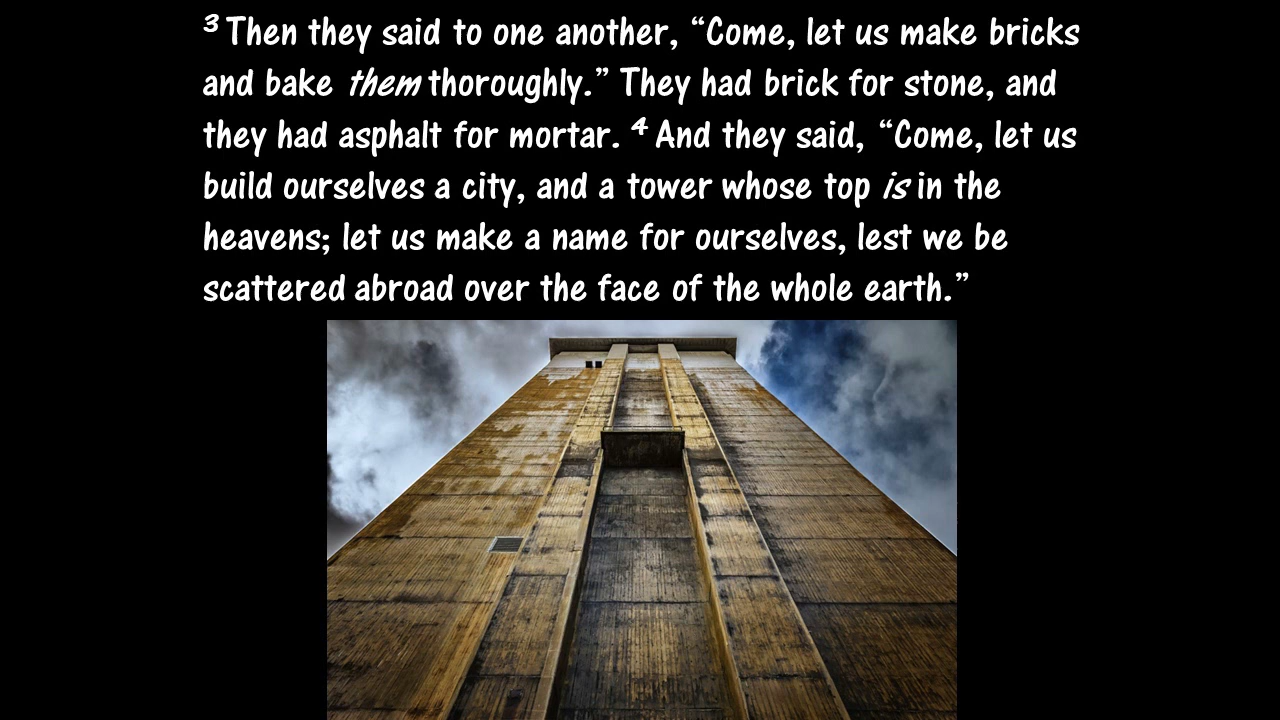 ³ Then they said to one another, “Come, let us make bricks
and bake them thoroughly.” They had brick for stone, and
they had asphalt for mortar. ⁴ And they said, “Come, let us
build ourselves a city, and a tower whose top is in the
heavens; let us make a name for ourselves, lest we be
scattered abroad over the face of the whole earth.”